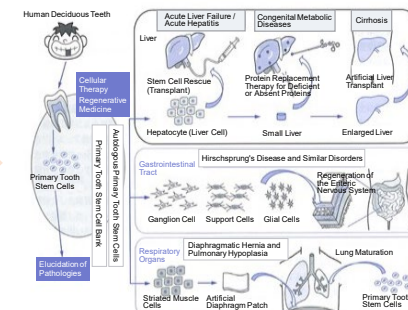 Human Deciduous Teeth
Cellular
Therapy
Regenerative
Medicine
Primary Tooth
Stem Cells
Elucidation of
Pathologies
Primary Tooth Stem Cell Bank
Autologous Primary Tooth Stem Cells
Liver
Acute Liver Failure /
Acute Hepatitis
Congenital Metabolic
Diseases
Cirrhosis
Stem Cell Rescue
(Transplant)
Protein Replacement
Therapy for Deficient
or Absent Proteins
Artificial Liver
Transplant
Hepatocyte (Liver Cell)
Small Liver
Enlarged Liver
Gastrointestinal
Tract
Hirschsprung's Disease and Similar Disorders
Regeneration of
the Enteric
Nervous System
Ganglion Cell
Support Cells
Glial Cells
Respiratory
Organs
Diaphragmatic Hernia and
Pulmonary Hypoplasia
Lung Maturation
Striated Muscle
Cells
Artificial
Diaphragm Patch
Primary Tooth
Stem Cells